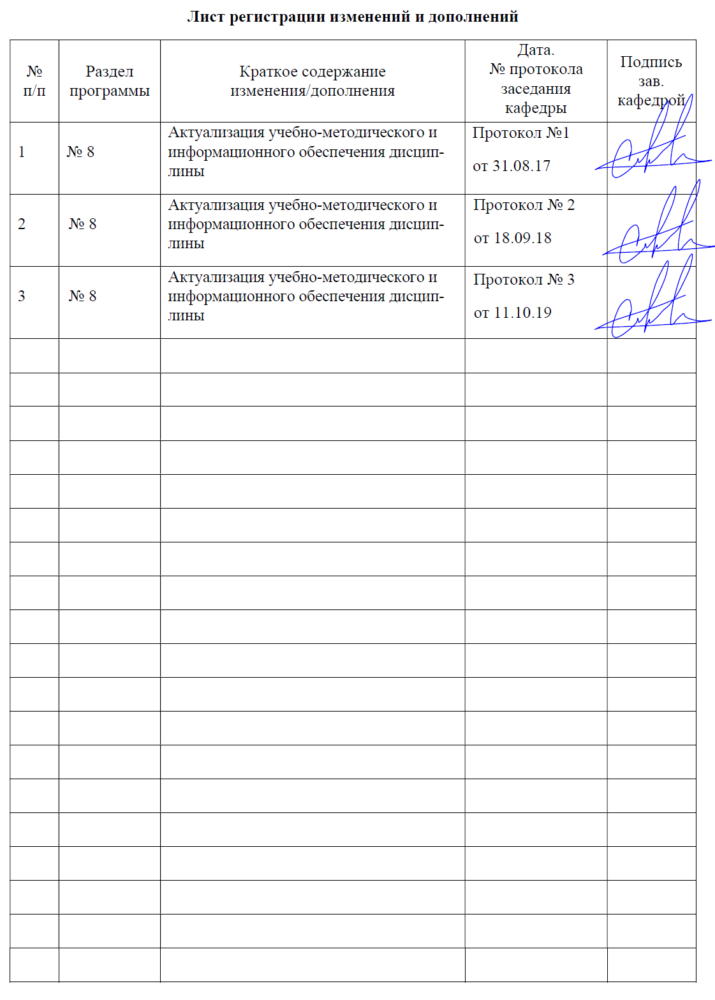 Лист регистрации изменений и дополнений
№
п/п
Раздел
программы
Краткое содержание
изменения/дополнения
Дата.
№ протокола
заседания
кафедры
Подпись
зав.
кафедрой
1
№ 8
Актуализация учебно-методического и
информационного обеспечения дисцип-
лины
Протокол №1
от 31.08.17
2
№ 8
Актуализация учебно-методического и
информационного обеспечения дисцип-
лины
Протокол № 2
от 18.09.18
3
№ 8
Актуализация учебно-методического и
информационного обеспечения дисцип-
лины
Протокол № 3
от 11.10.19